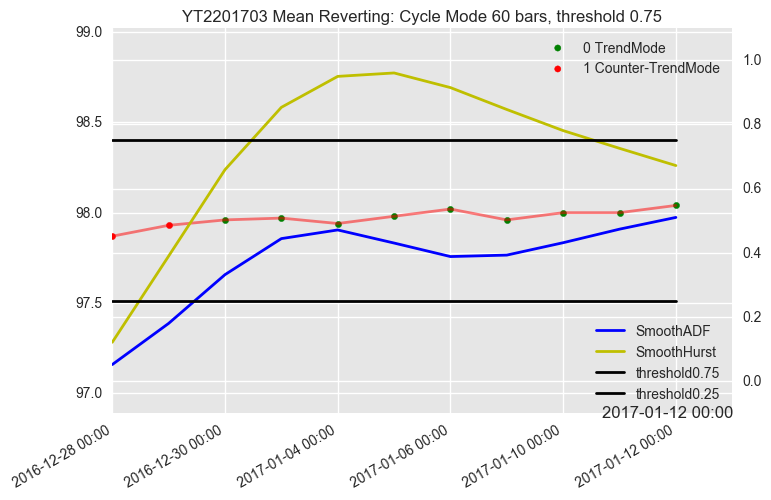 YT2201703 Mean Reverting: Cycle Mode 60 bars, threshold 0.75
99.0
98.5
98.0
97.5
97.0
1.0
0.8
0.6
0.4
0.2
0.0
0 TrendMode
1 Counter-TrendMode
SmoothADF
SmoothHurst
threshold0.75
threshold0.25
2017-01-12 00:00
2016-12-28 00:00
2016-12-30 00:00
2017-01-04 00:00
2017-01-06 00:00
2017-01-10 00:00
2017-01-12 00:00